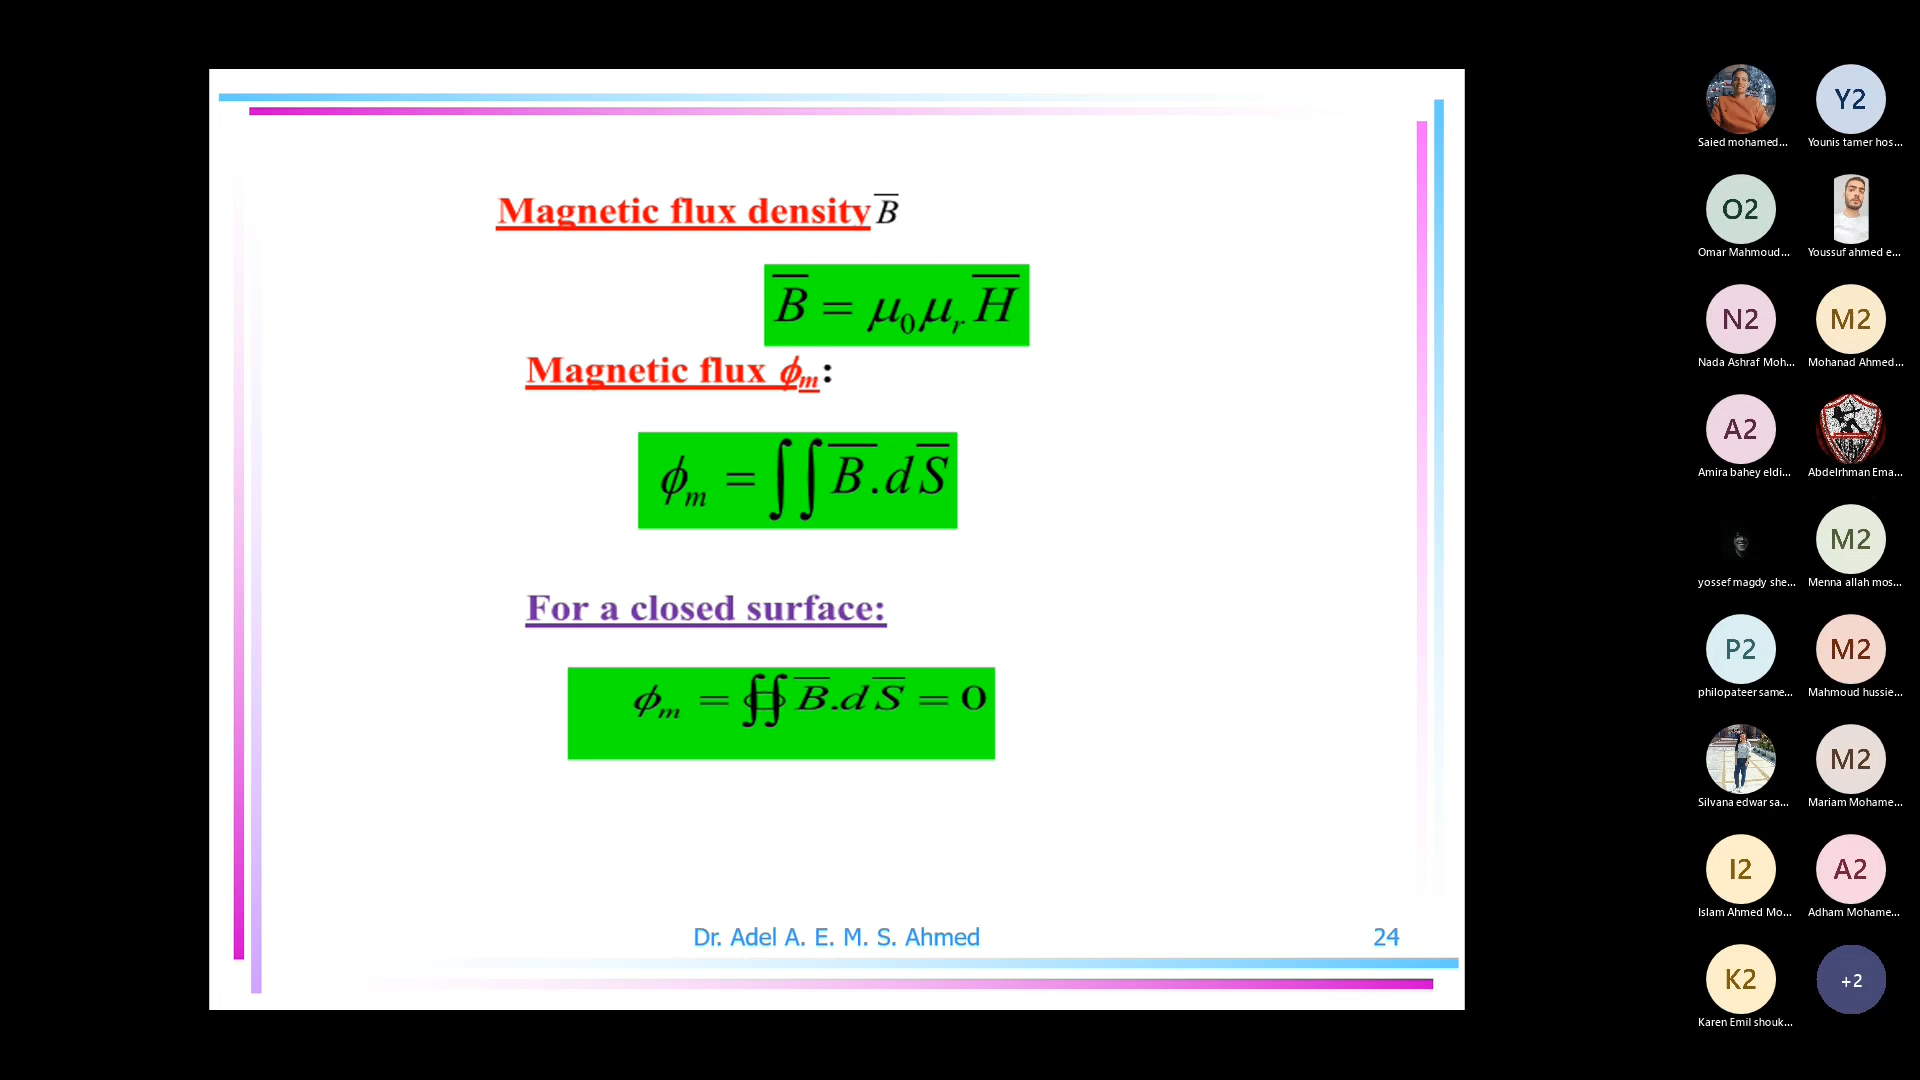 Magnetic flux density B̅
B̅ = μ₀μᵣ H̅
Magnetic flux ϕₘ:
ϕₘ = ∫∫ B̅.dS̅
For a closed surface:
ϕₘ = ∯ B̅.dS̅ = 0
Dr. Adel A. E. M. S. Ahmed
24
Y2
Saied mohamed...
Younis tamer hos...
O2
Omar Mahmoud...
Youssuf ahmed e...
N2
M2
Nada Ashraf Moh...
Mohanad Ahmed...
A2
Amira bahey eldi...
Abdelrhman Ema...
M2
yossef magdy she...
Menna allah mos...
P2
M2
philopateer same...
Mahmoud hussie...
M2
Silvana edwar sa...
Mariam Mohame...
I2
A2
Islam Ahmed Mo...
Adham Mohame...
K2
+2
Karen Emil shouk...